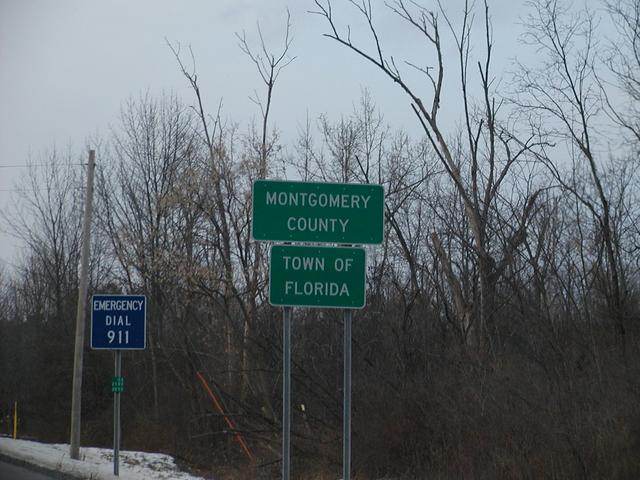 MONTGOMERY
COUNTY
TOWN OF
FLORIDA
EMERGENCY
DIAL
911